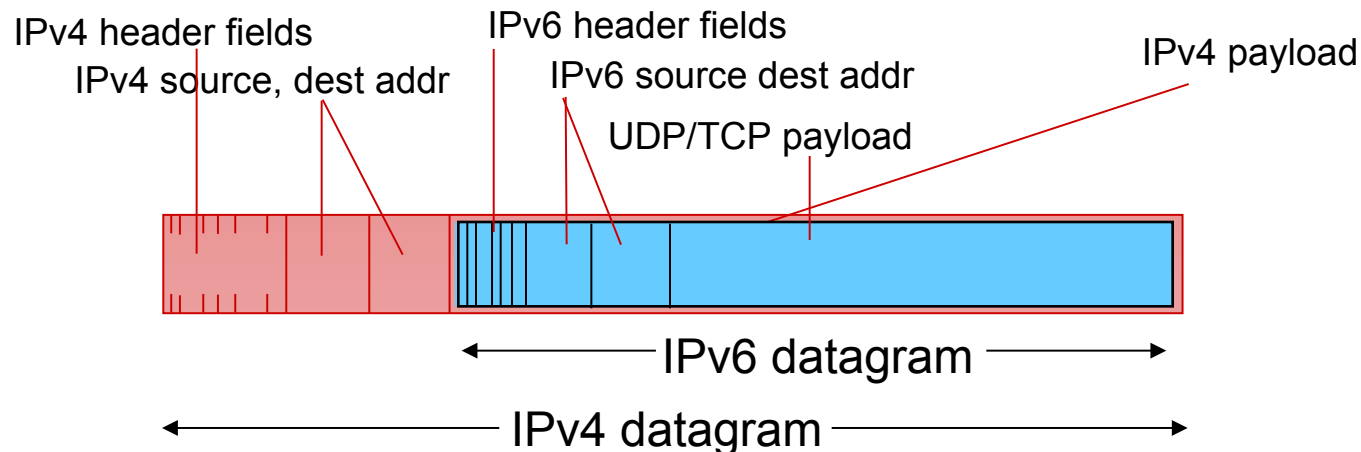 IPv4 header fields
IPv6 header fields
IPv4 payload
IPv4 source, dest addr
IPv6 source dest addr
UDP/TCP payload
IPv6 datagram
IPv4 datagram